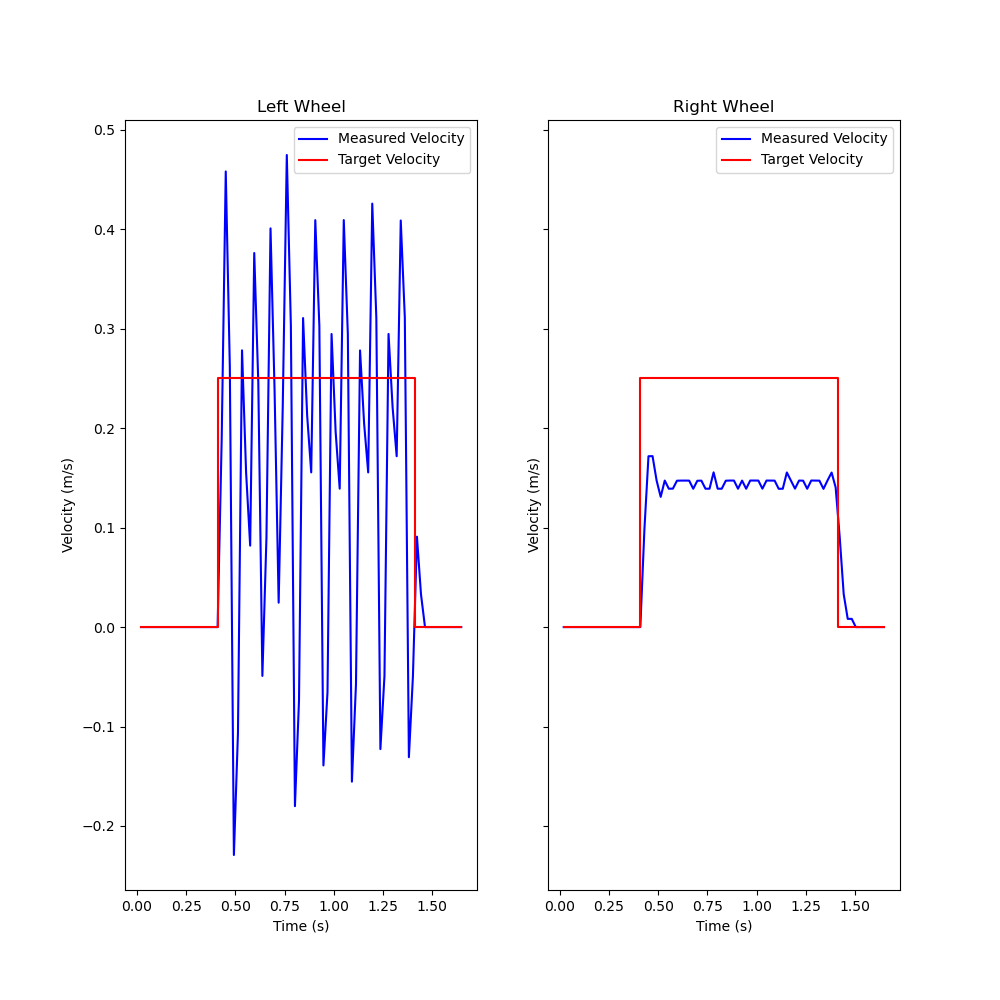 Left Wheel
Measured Velocity
Target Velocity
0.5
0.4
0.3
0.2
0.1
0.0
−0.1
−0.2
Velocity (m/s)
0.00 0.25 0.50 0.75 1.00 1.25 1.50
Time (s)
Right Wheel
Measured Velocity
Target Velocity
Velocity (m/s)
0.00 0.25 0.50 0.75 1.00 1.25 1.50
Time (s)